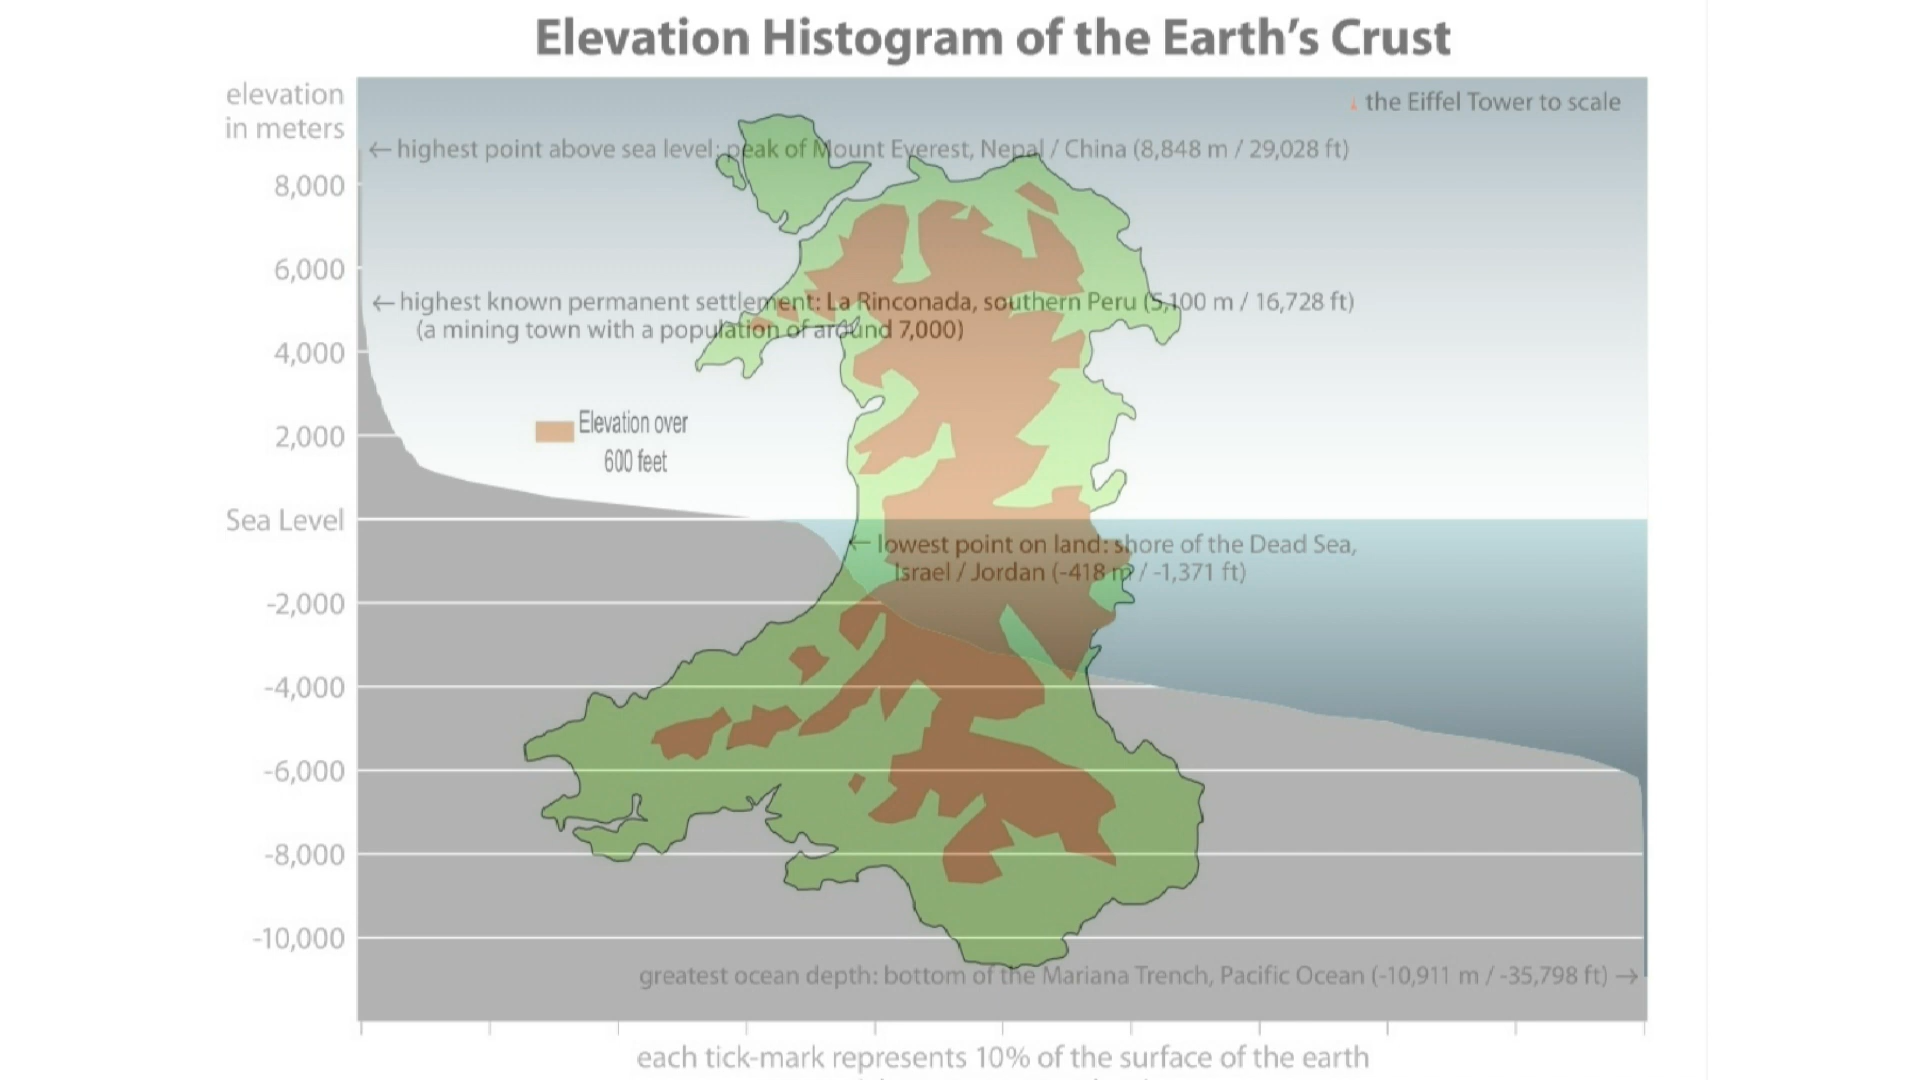 Elevation Histogram of the Earth's Crust
elevation
in meters
the Eiffel Tower to scale
←highest point above sea level: peak of Mount Everest, Nepal / China (8,848 m / 29,028 ft)
8,000
6,000
←highest known permanent settlement: La Rinconada, southern Peru (5,100 m / 16,728 ft)
(a mining town with a population of around 7,000)
4,000
Elevation over
600 feet
2,000
Sea Level
← lowest point on land: shore of the Dead Sea,
Israel / Jordan (-418 m / -1,371 ft)
-2,000
-4,000
-6,000
-8,000
-10,000
greatest ocean depth: bottom of the Mariana Trench, Pacific Ocean (-10,911 m / -35,798 ft) →
each tick-mark represents 10% of the surface of the earth